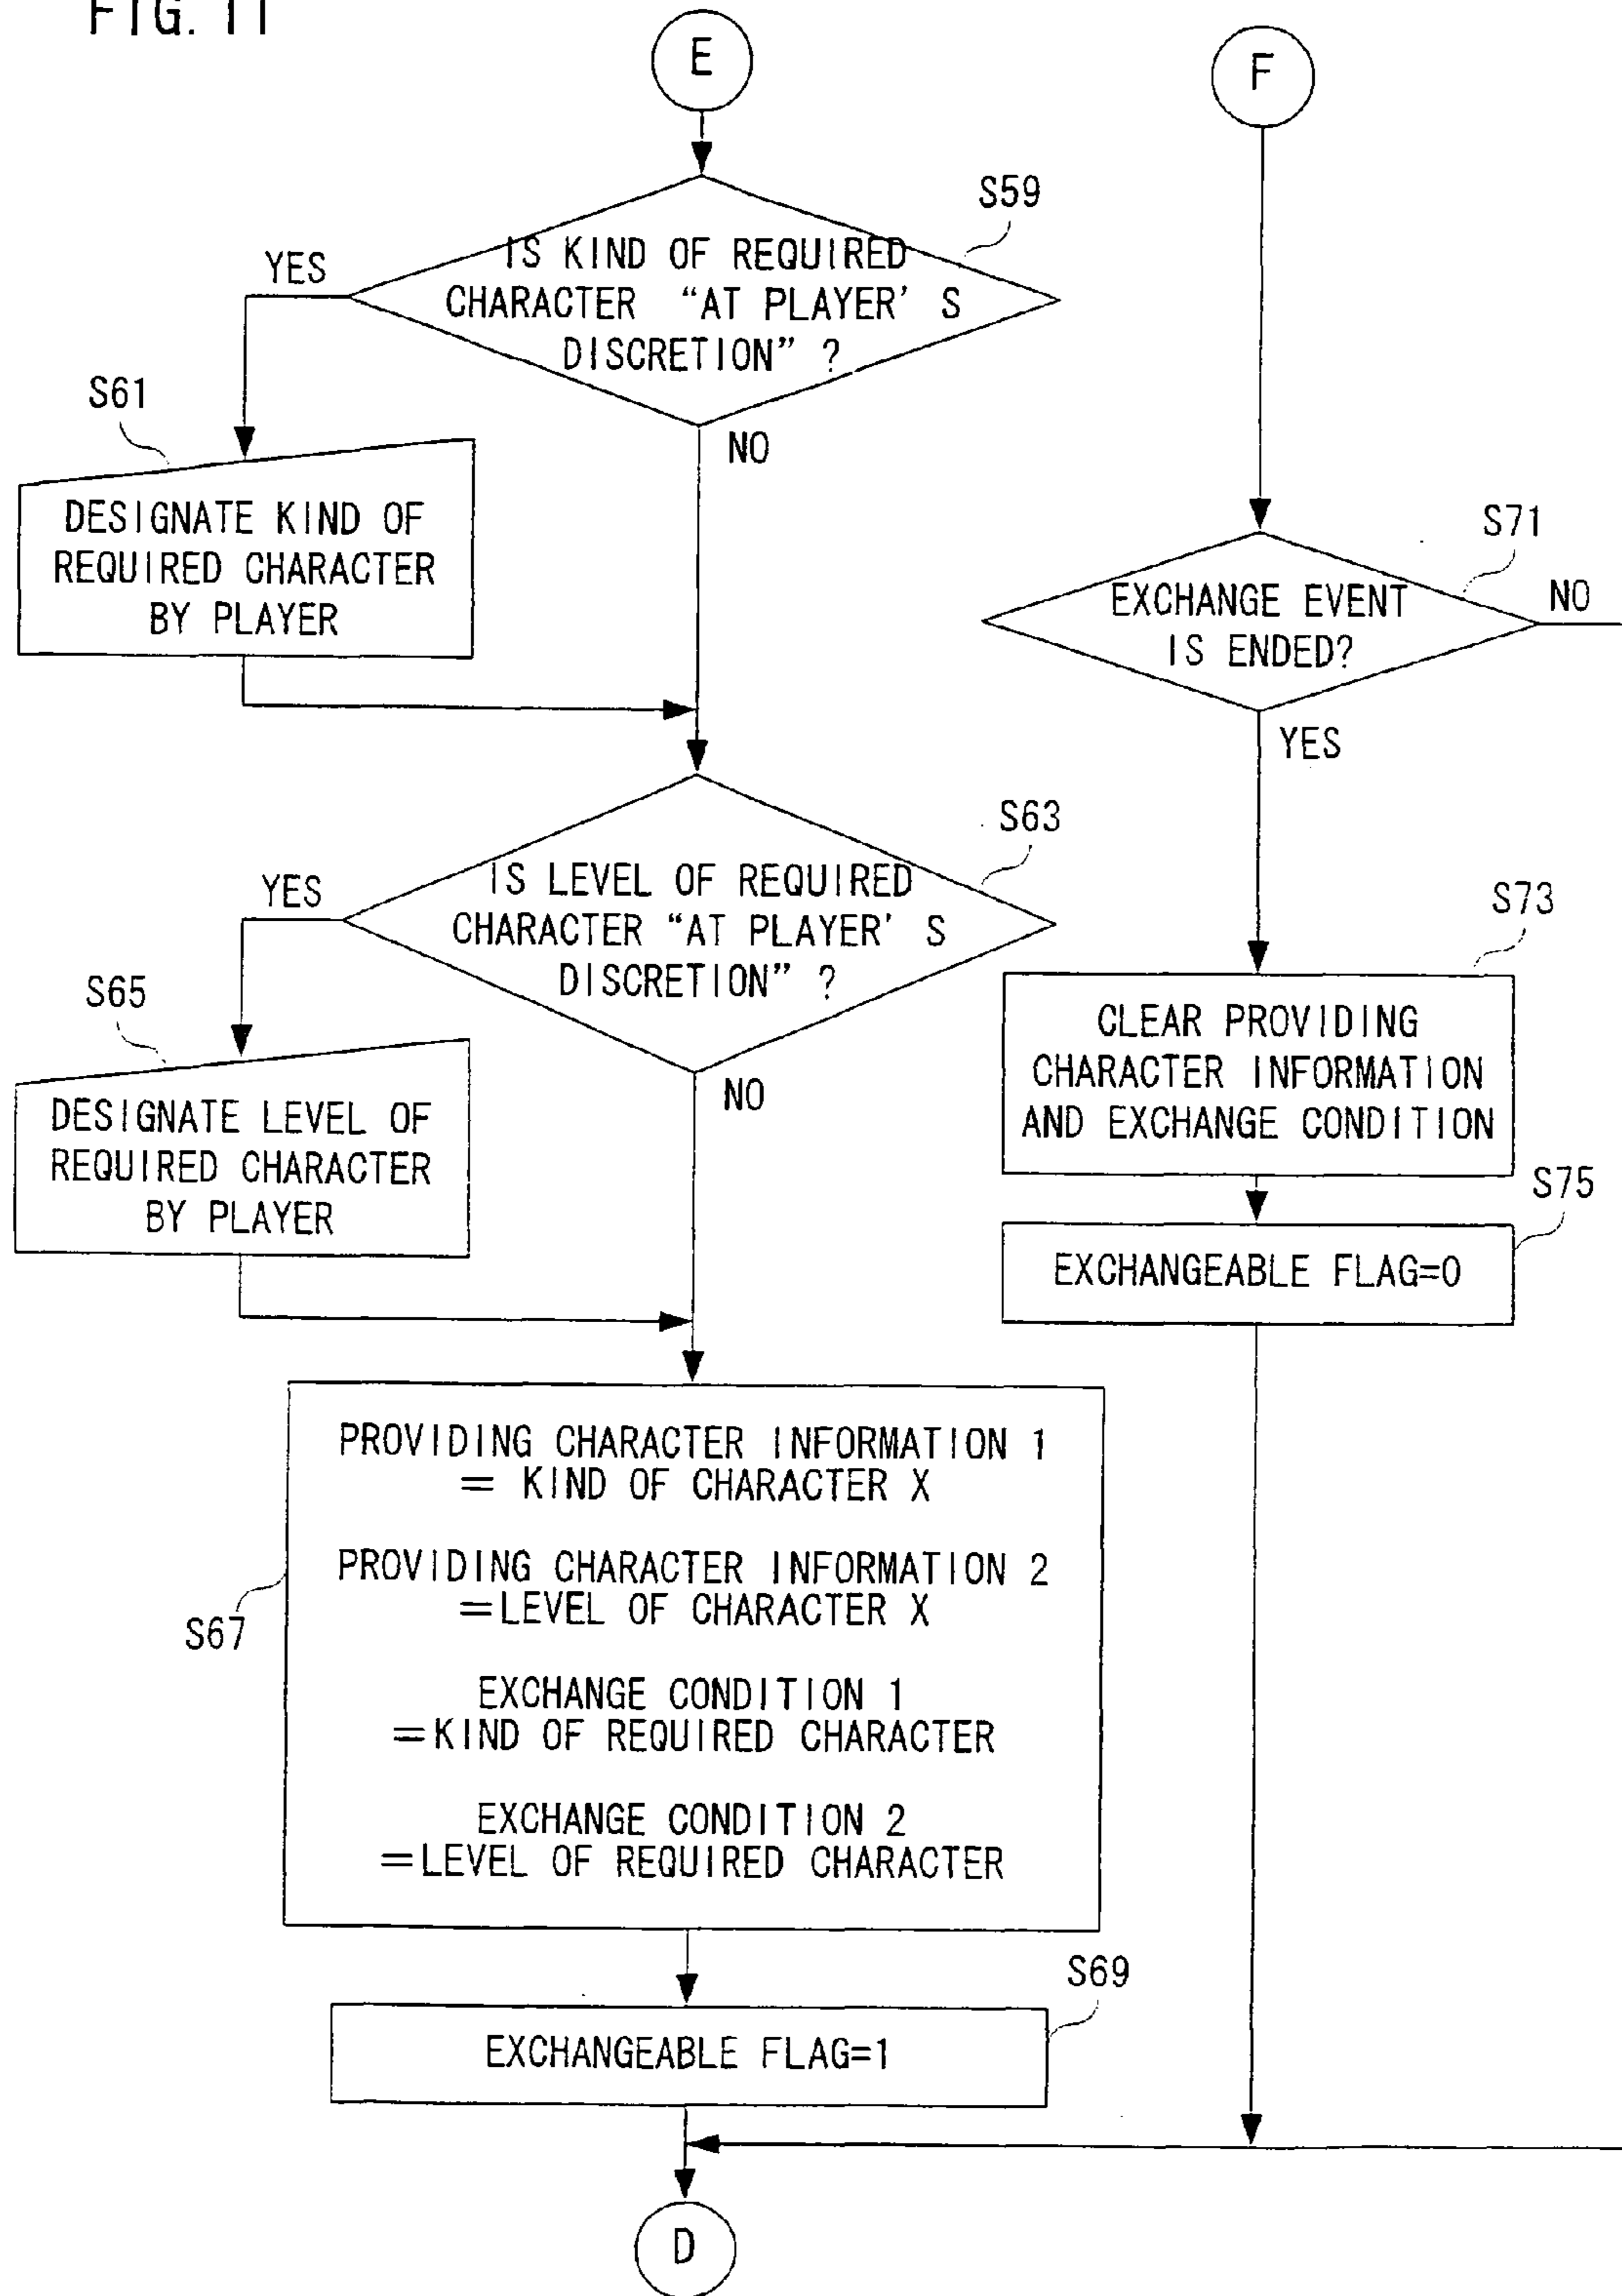 FIG. 11
E
S59
IS KIND OF REQUIRED
CHARACTER “AT PLAYER' S
DISCRETION” ?
YES
NO
S61
DESIGNATE KIND OF
REQUIRED CHARACTER
BY PLAYER
S63
IS LEVEL OF REQUIRED
CHARACTER “AT PLAYER' S
DISCRETION” ?
YES
NO
S65
DESIGNATE LEVEL OF
REQUIRED CHARACTER
BY PLAYER
PROVIDING CHARACTER INFORMATION 1
= KIND OF CHARACTER X
PROVIDING CHARACTER INFORMATION 2
=LEVEL OF CHARACTER X
EXCHANGE CONDITION 1
=KIND OF REQUIRED CHARACTER
EXCHANGE CONDITION 2
=LEVEL OF REQUIRED CHARACTER
S67
S69
EXCHANGEABLE FLAG=1
D
F
S71
EXCHANGE EVENT
IS ENDED?
NO
YES
S73
CLEAR PROVIDING
CHARACTER INFORMATION
AND EXCHANGE CONDITION
S75
EXCHANGEABLE FLAG=0